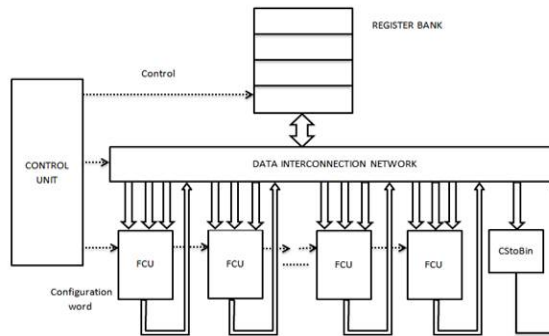 REGISTER BANK
Control
CONTROL
UNIT
DATA INTERCONNECTION NETWORK
FCU
FCU
FCU
FCU
CStoBin
Configuration
word